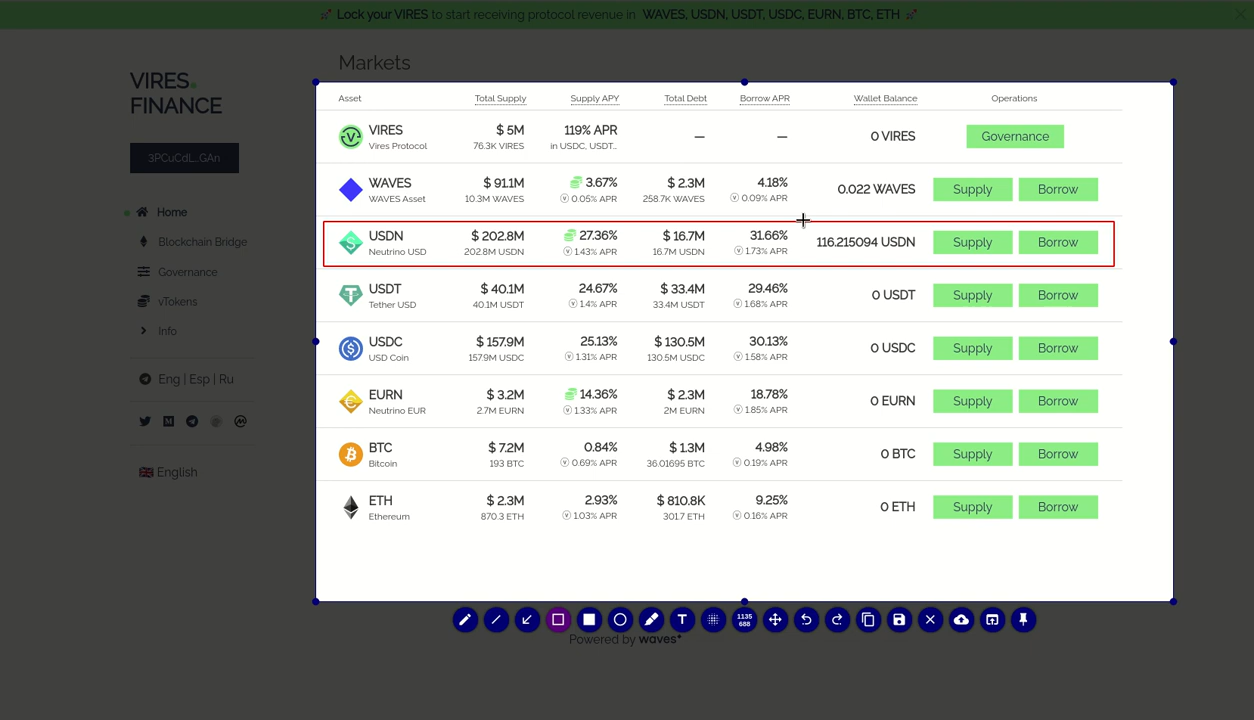 Lock your VIRES to start receiving protocol revenue in WAVES, USDN, USDT, USDC, EURN, BTC, ETH
VIRES.
FINANCE
3PCuCdL...GAn
Home
Blockchain Bridge
Governance
vTokens
Info
Eng | Esp | Ru
English
Markets
Asset Total Supply Supply APY Total Debt Borrow APR Wallet Balance Operations
VIRES $ 5M 119% APR — — 0 VIRES Governance
Vires Protocol 76.3K VIRES in USDC, USDT...
WAVES $ 91.1M 3.67% $ 2.3M 4.18% 0.022 WAVES Supply Borrow
WAVES Asset 10.3M WAVES V 0.05% APR 258.7K WAVES V 0.09% APR
USDN $ 202.8M 27.36% $ 16.7M 31.66% 116.215094 USDN Supply Borrow
Neutrino USD 202.8M USDN V 1.43% APR 16.7M USDN V 1.73% APR
USDT $ 40.1M 24.67% $ 33.4M 29.46% 0 USDT Supply Borrow
Tether USD 40.1M USDT V 1.4% APR 33.4M USDT V 1.68% APR
USDC $ 157.9M 25.13% $ 130.5M 30.13% 0 USDC Supply Borrow
USD Coin 157.9M USDC V 1.31% APR 130.5M USDC V 1.58% APR
EURN $ 3.2M 14.36% $ 2.3M 18.78% 0 EURN Supply Borrow
Neutrino EUR 2.7M EURN V 1.33% APR 2M EURN V 1.85% APR
BTC $ 7.2M 0.84% $ 1.3M 4.98% 0 BTC Supply Borrow
Bitcoin 193 BTC V 0.69% APR 36.01695 BTC V 0.19% APR
ETH $ 2.3M 2.93% $ 810.8K 9.25% 0 ETH Supply Borrow
Ethereum 870.3 ETH V 1.03% APR 301.7 ETH V 0.16% APR
T
1135
688
Powered by waves